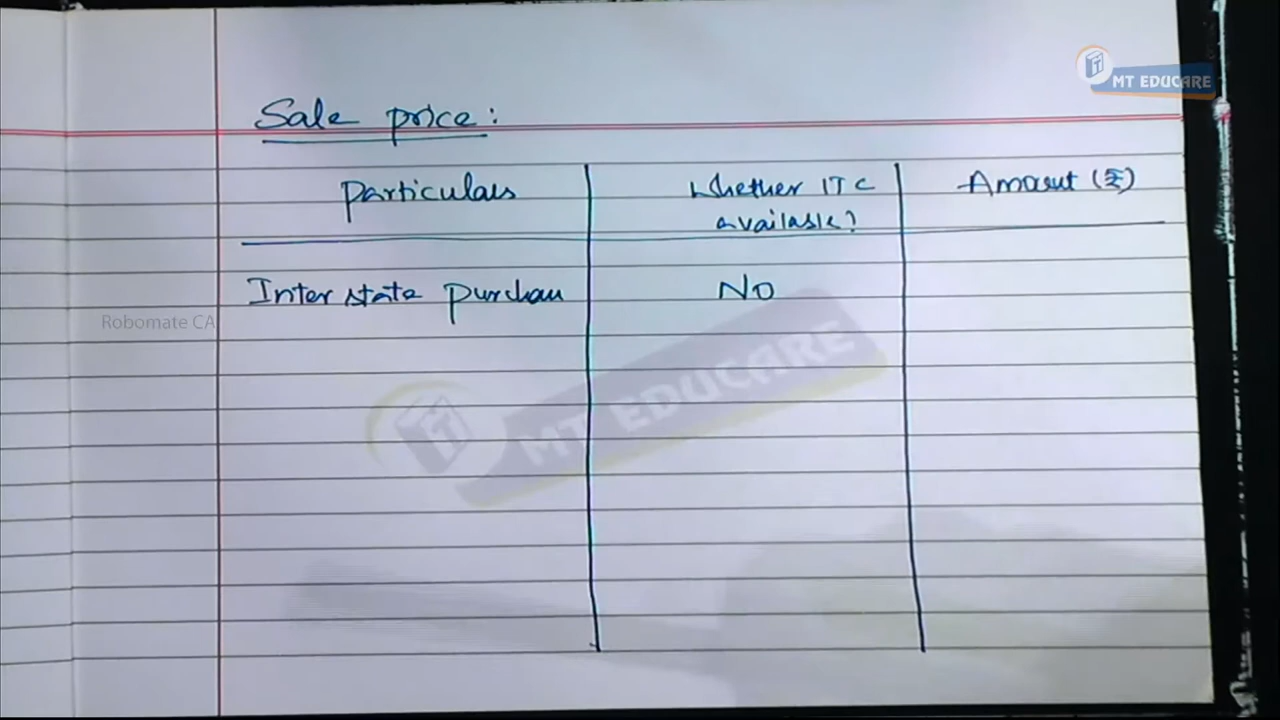 MT EDUCARE
Sale price:
Particulars Whether ITC available? Amount (₹)
Inter state purchase No
Robomate CA
MT EDUCARE